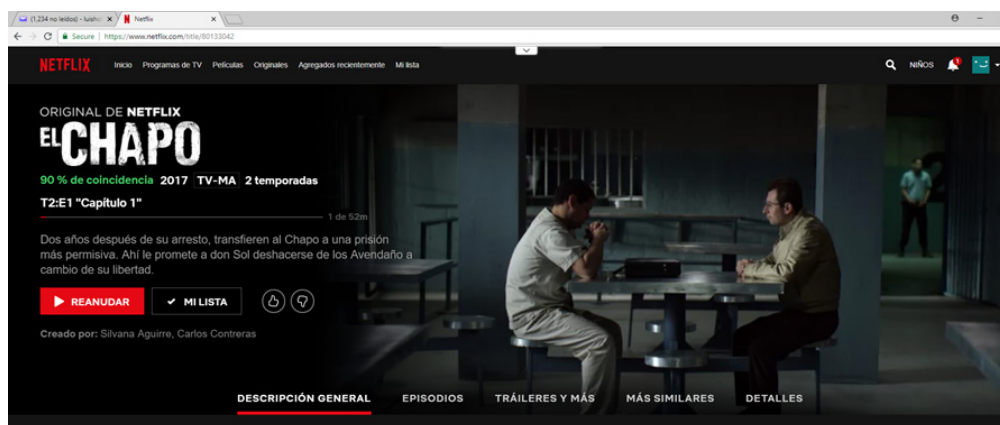 (1,234 no leídos) - luisho
Netflix
Secure | https://www.netflix.com/title/80133042
NETFLIX Inicio Programas de TV Películas Originales Agregados recientemente Mi lista NIÑOS 1
ORIGINAL DE NETFLIX
EL CHAPO
90 % de coincidencia 2017 TV-MA 2 temporadas
T2:E1 "Capítulo 1"
1 de 52m
Dos años después de su arresto, transfieren al Chapo a una prisión
más permisiva. Ahí le promete a don Sol deshacerse de los Avendaño a
cambio de su libertad.
REANUDAR MI LISTA
Creado por: Silvana Aguirre, Carlos Contreras
DESCRIPCIÓN GENERAL EPISODIOS TRÁILERES Y MÁS MÁS SIMILARES DETALLES